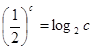 (1/2)^c = log₂ c